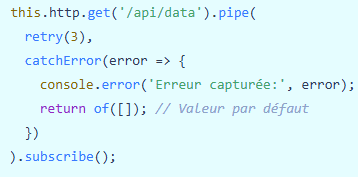 this.http.get('/api/data').pipe(
  retry(3),
  catchError(error => {
    console.error('Erreur capturée:', error);
    return of([]); // Valeur par défaut
  })
).subscribe();